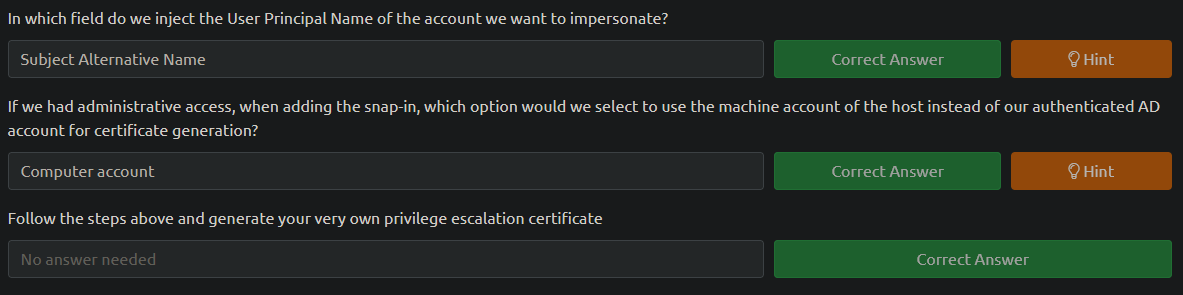 In which field do we inject the User Principal Name of the account we want to impersonate?
Subject Alternative Name
Correct Answer
Hint
If we had administrative access, when adding the snap-in, which option would we select to use the machine account of the host instead of our authenticated AD
account for certificate generation?
Computer account
Correct Answer
Hint
Follow the steps above and generate your very own privilege escalation certificate
No answer needed
Correct Answer